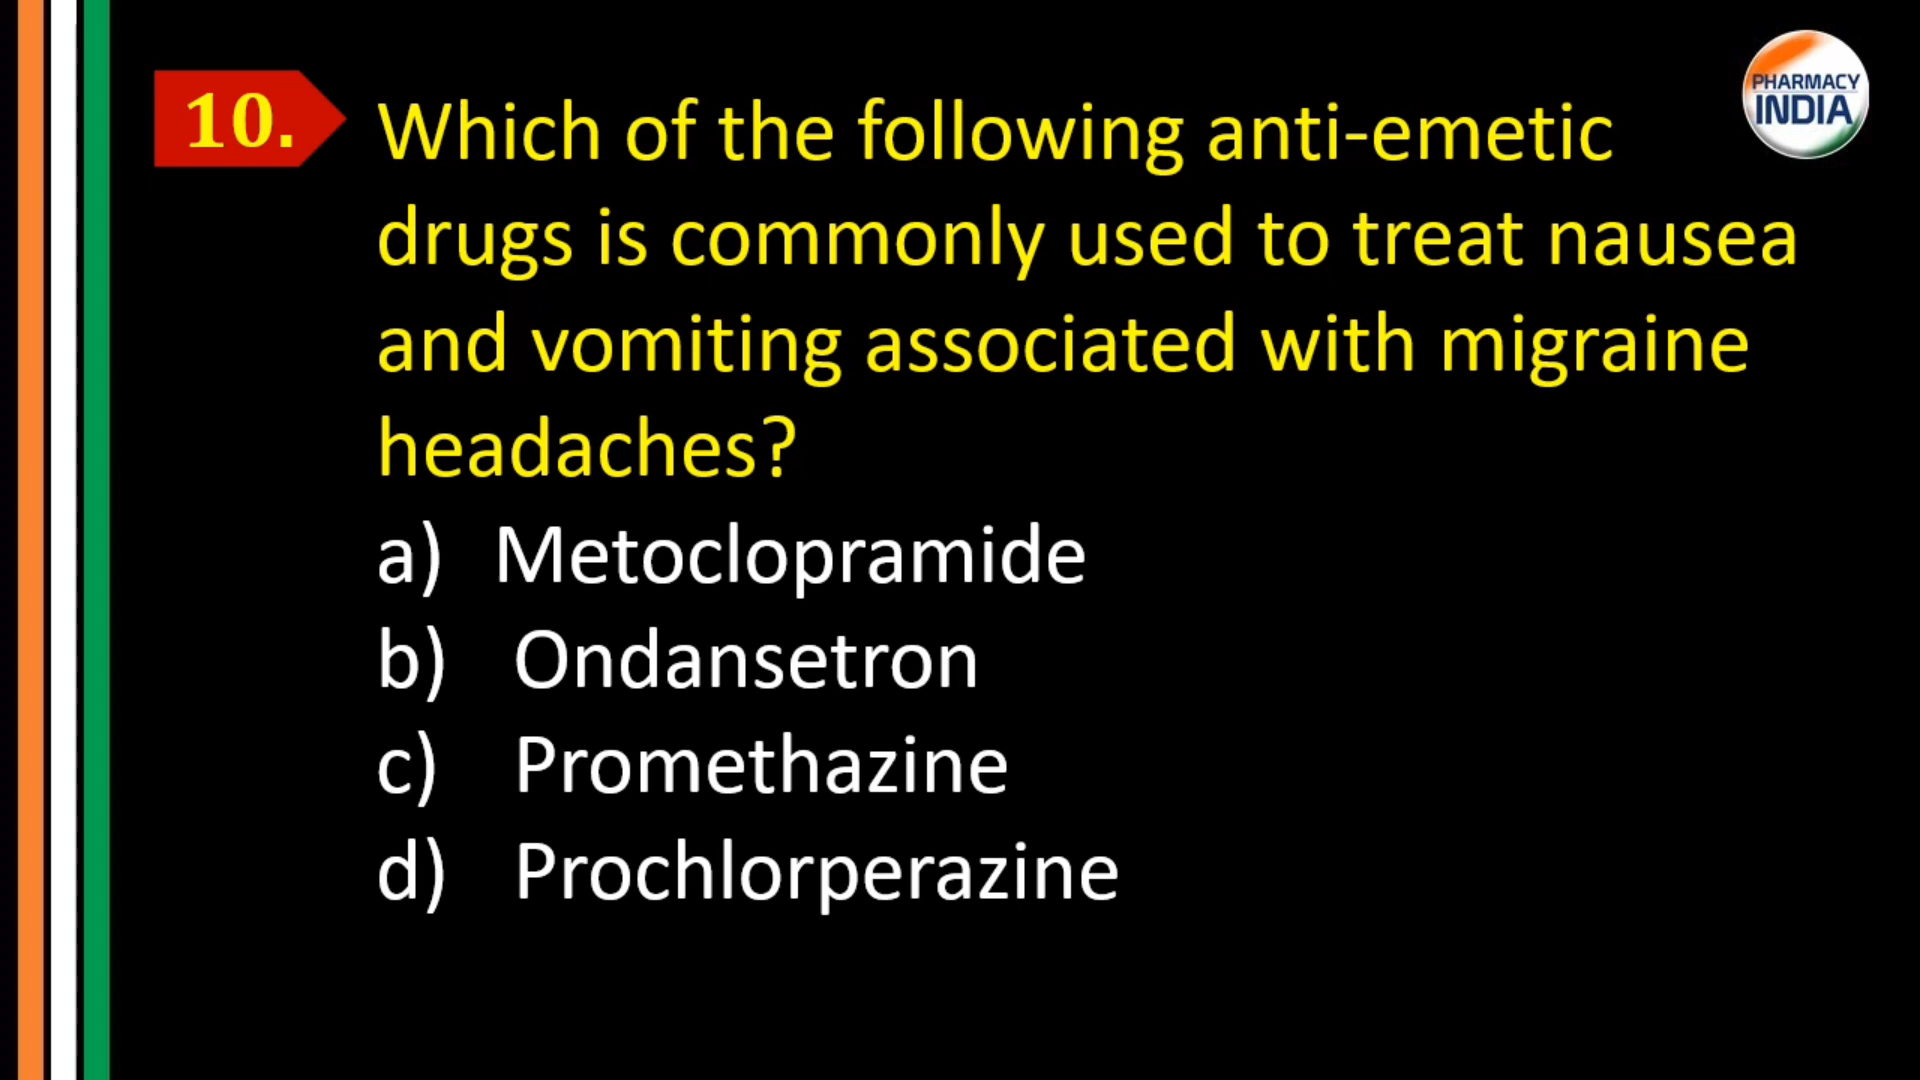 10.
Which of the following anti-emetic
drugs is commonly used to treat nausea
and vomiting associated with migraine
headaches?
a) Metoclopramide
b) Ondansetron
c) Promethazine
d) Prochlorperazine
PHARMACY
INDIA